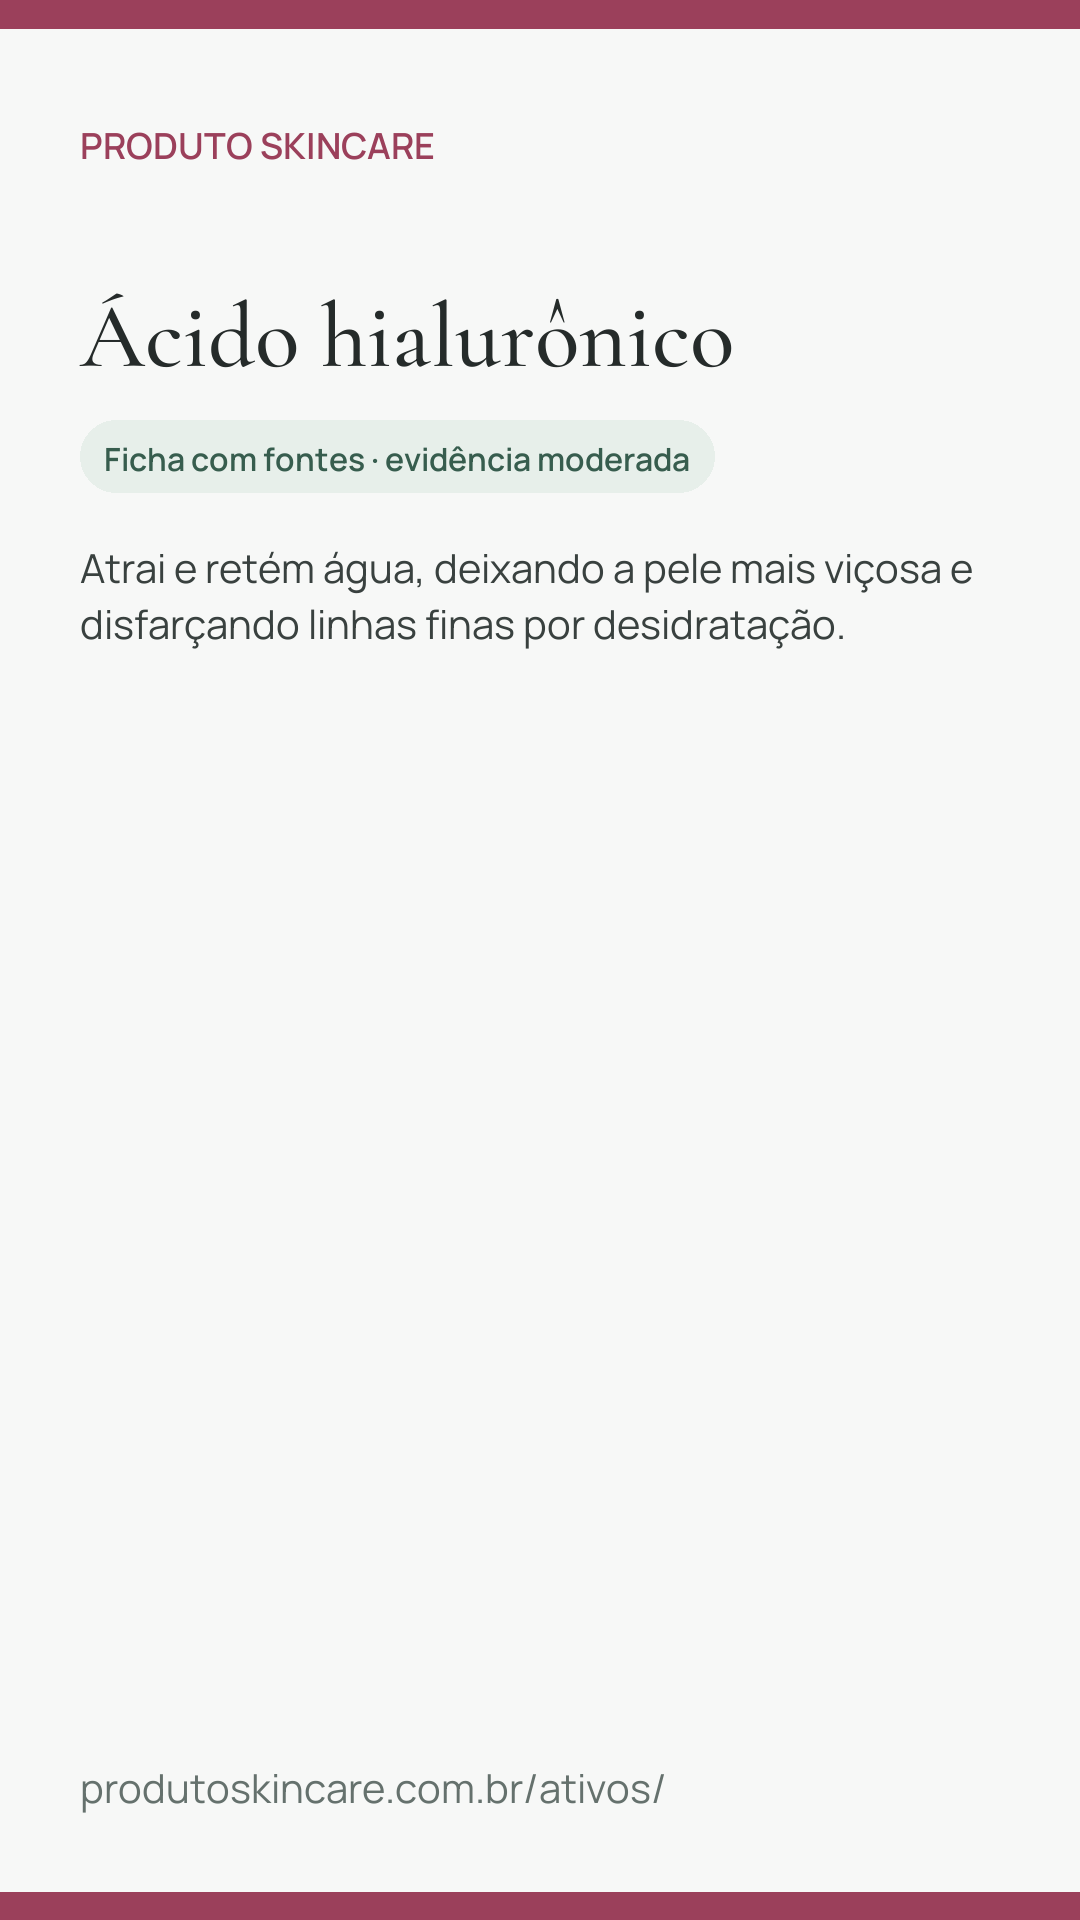 PRODUTO SKINCARE
Ácido hialurônico
Ficha com fontes · evidência moderada
Atrai e retém água, deixando a pele mais viçosa e
disfarçando linhas finas por desidratação.
produtoskincare.com.br/ativos/